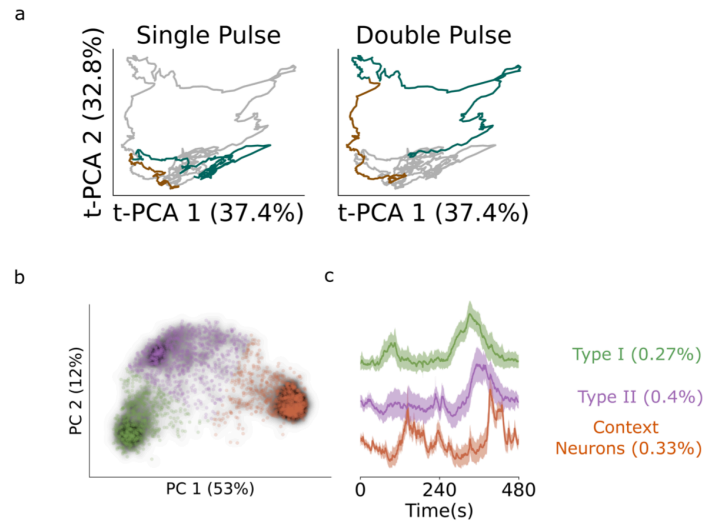 a
Single Pulse
Double Pulse
t-PCA 2 (32.8%)
t-PCA 1 (37.4%)
t-PCA 1 (37.4%)
b
c
PC 2 (12%)
PC 1 (53%)
Type I (0.27%)
Type II (0.4%)
Context
Neurons (0.33%)
0
240
480
Time(s)